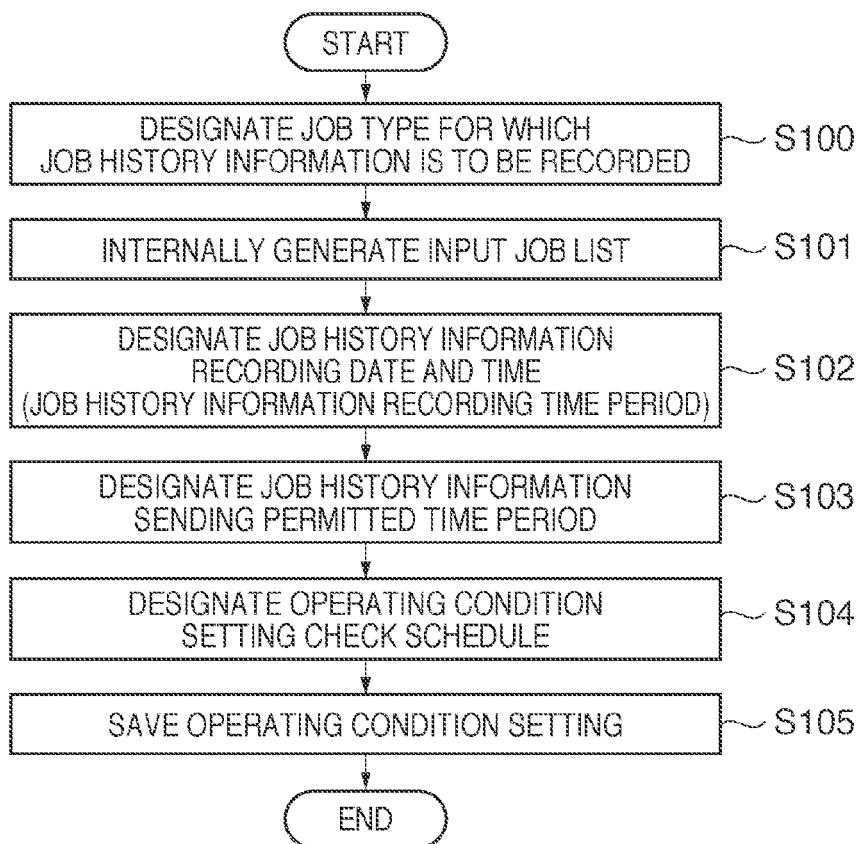 START
DESIGNATE JOB TYPE FOR WHICH
JOB HISTORY INFORMATION IS TO BE RECORDED
S100
INTERNALLY GENERATE INPUT JOB LIST
S101
DESIGNATE JOB HISTORY INFORMATION
RECORDING DATE AND TIME
(JOB HISTORY INFORMATION RECORDING TIME PERIOD)
S102
DESIGNATE JOB HISTORY INFORMATION
SENDING PERMITTED TIME PERIOD
S103
DESIGNATE OPERATING CONDITION
SETTING CHECK SCHEDULE
S104
SAVE OPERATING CONDITION SETTING
S105
END